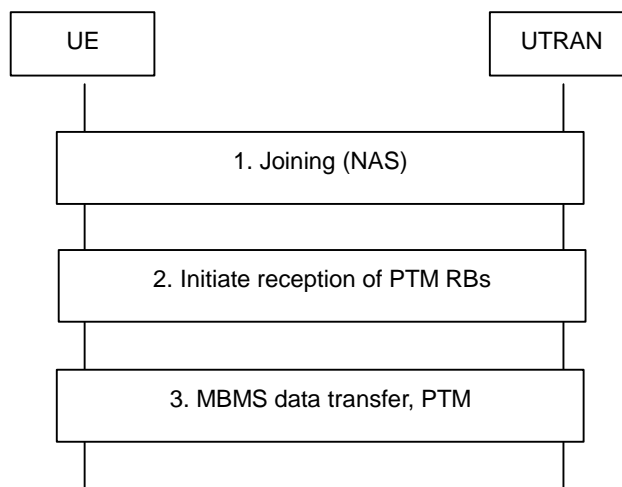 UE
UTRAN
1. Joining (NAS)
2. Initiate reception of PTM RBs
3. MBMS data transfer, PTM